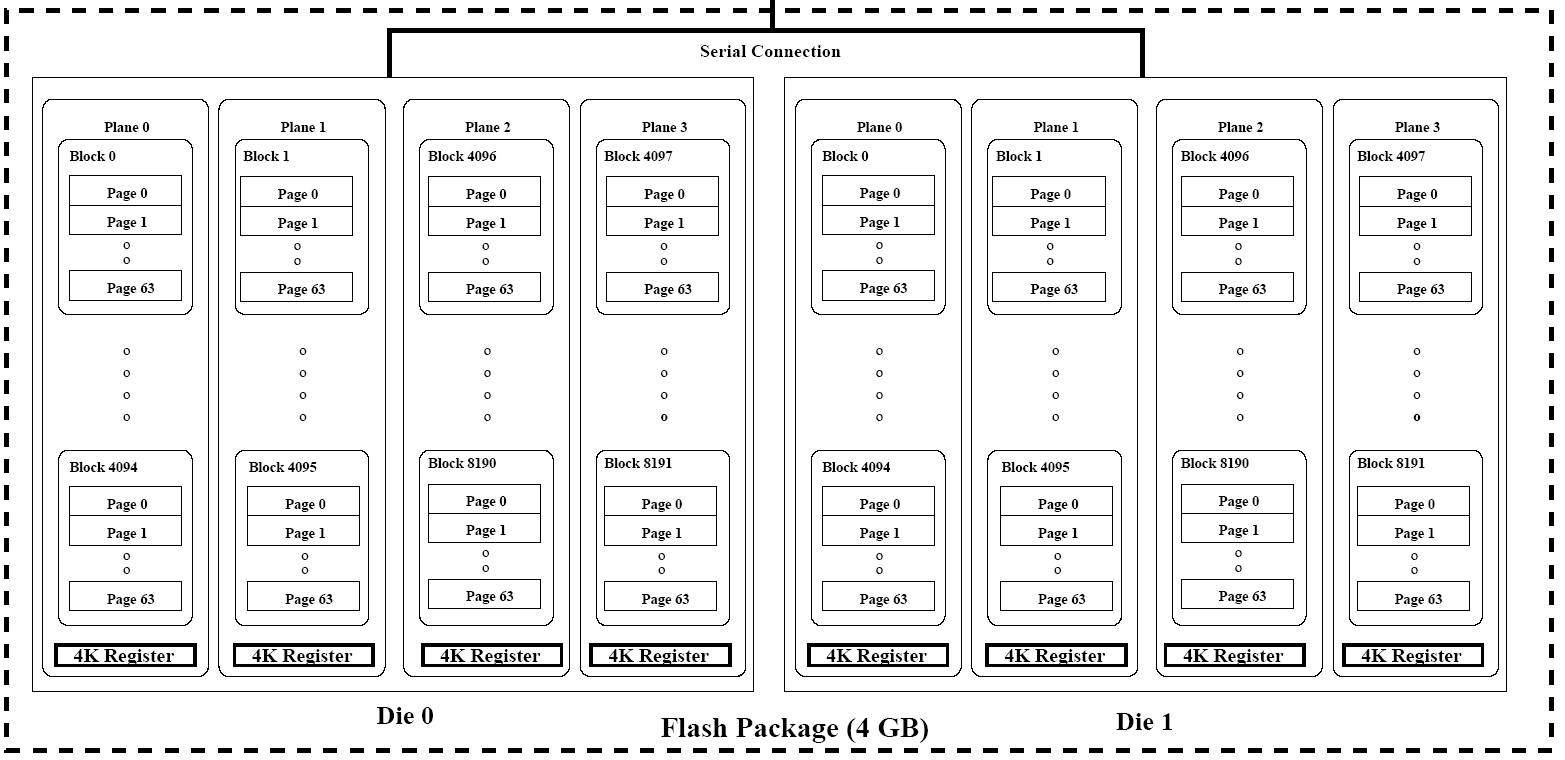 Serial Connection
Plane 0 Plane 1 Plane 2 Plane 3 Plane 0 Plane 1 Plane 2 Plane 3
Block 0 Block 1 Block 4096 Block 4097 Block 0 Block 1 Block 4096 Block 4097
Page 0 Page 0 Page 0 Page 0 Page 0 Page 0 Page 0 Page 0
Page 1 Page 1 Page 1 Page 1 Page 1 Page 1 Page 1 Page 1
Page 63 Page 63 Page 63 Page 63 Page 63 Page 63 Page 63 Page 63
Block 4094 Block 4095 Block 8190 Block 8191 Block 4094 Block 4095 Block 8190 Block 8191
Page 0 Page 0 Page 0 Page 0 Page 0 Page 0 Page 0 Page 0
Page 1 Page 1 Page 1 Page 1 Page 1 Page 1 Page 1 Page 1
Page 63 Page 63 Page 63 Page 63 Page 63 Page 63 Page 63 Page 63
4K Register 4K Register 4K Register 4K Register 4K Register 4K Register 4K Register 4K Register
Die 0 Flash Package (4 GB) Die 1